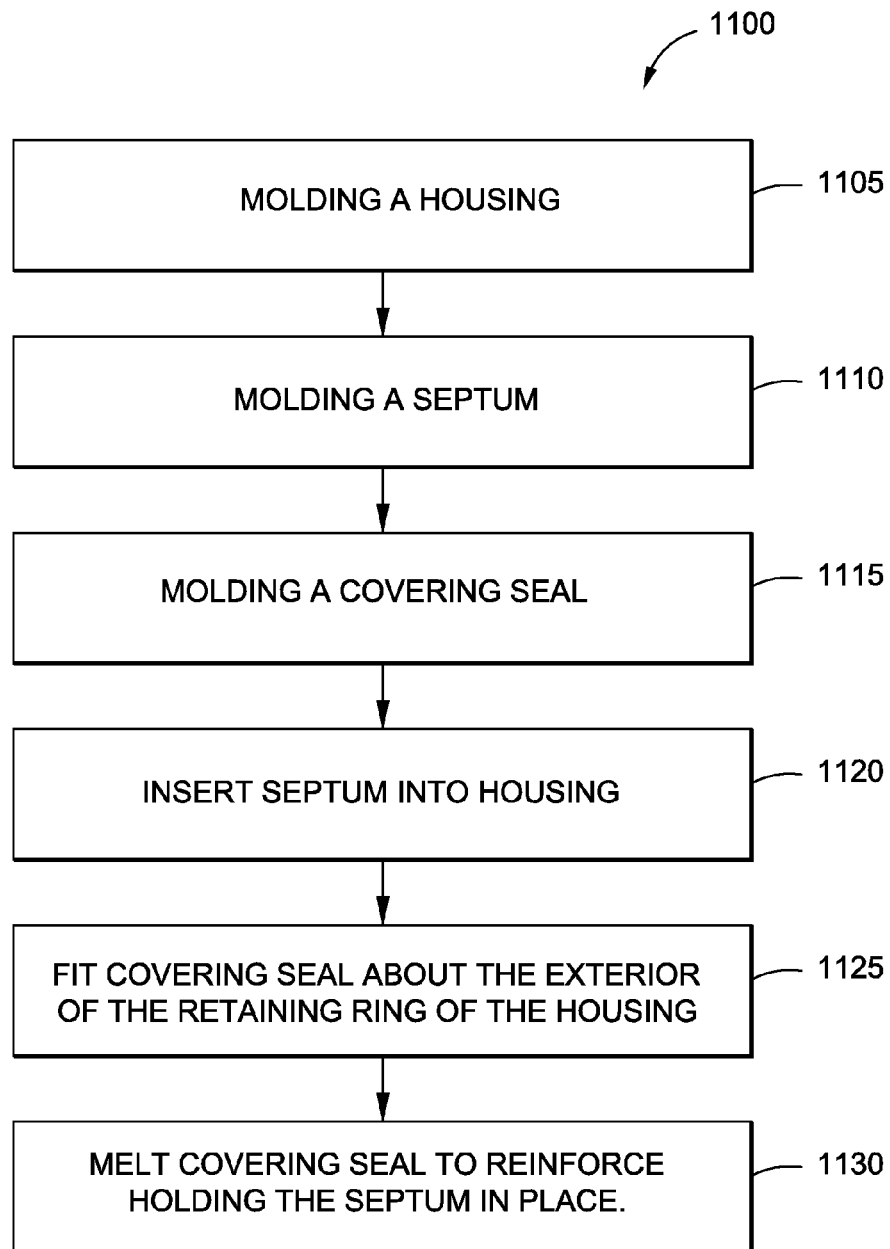 1100
MOLDING A HOUSING
1105
MOLDING A SEPTUM
1110
MOLDING A COVERING SEAL
1115
INSERT SEPTUM INTO HOUSING
1120
FIT COVERING SEAL ABOUT THE EXTERIOR
OF THE RETAINING RING OF THE HOUSING
1125
MELT COVERING SEAL TO REINFORCE
HOLDING THE SEPTUM IN PLACE.
1130